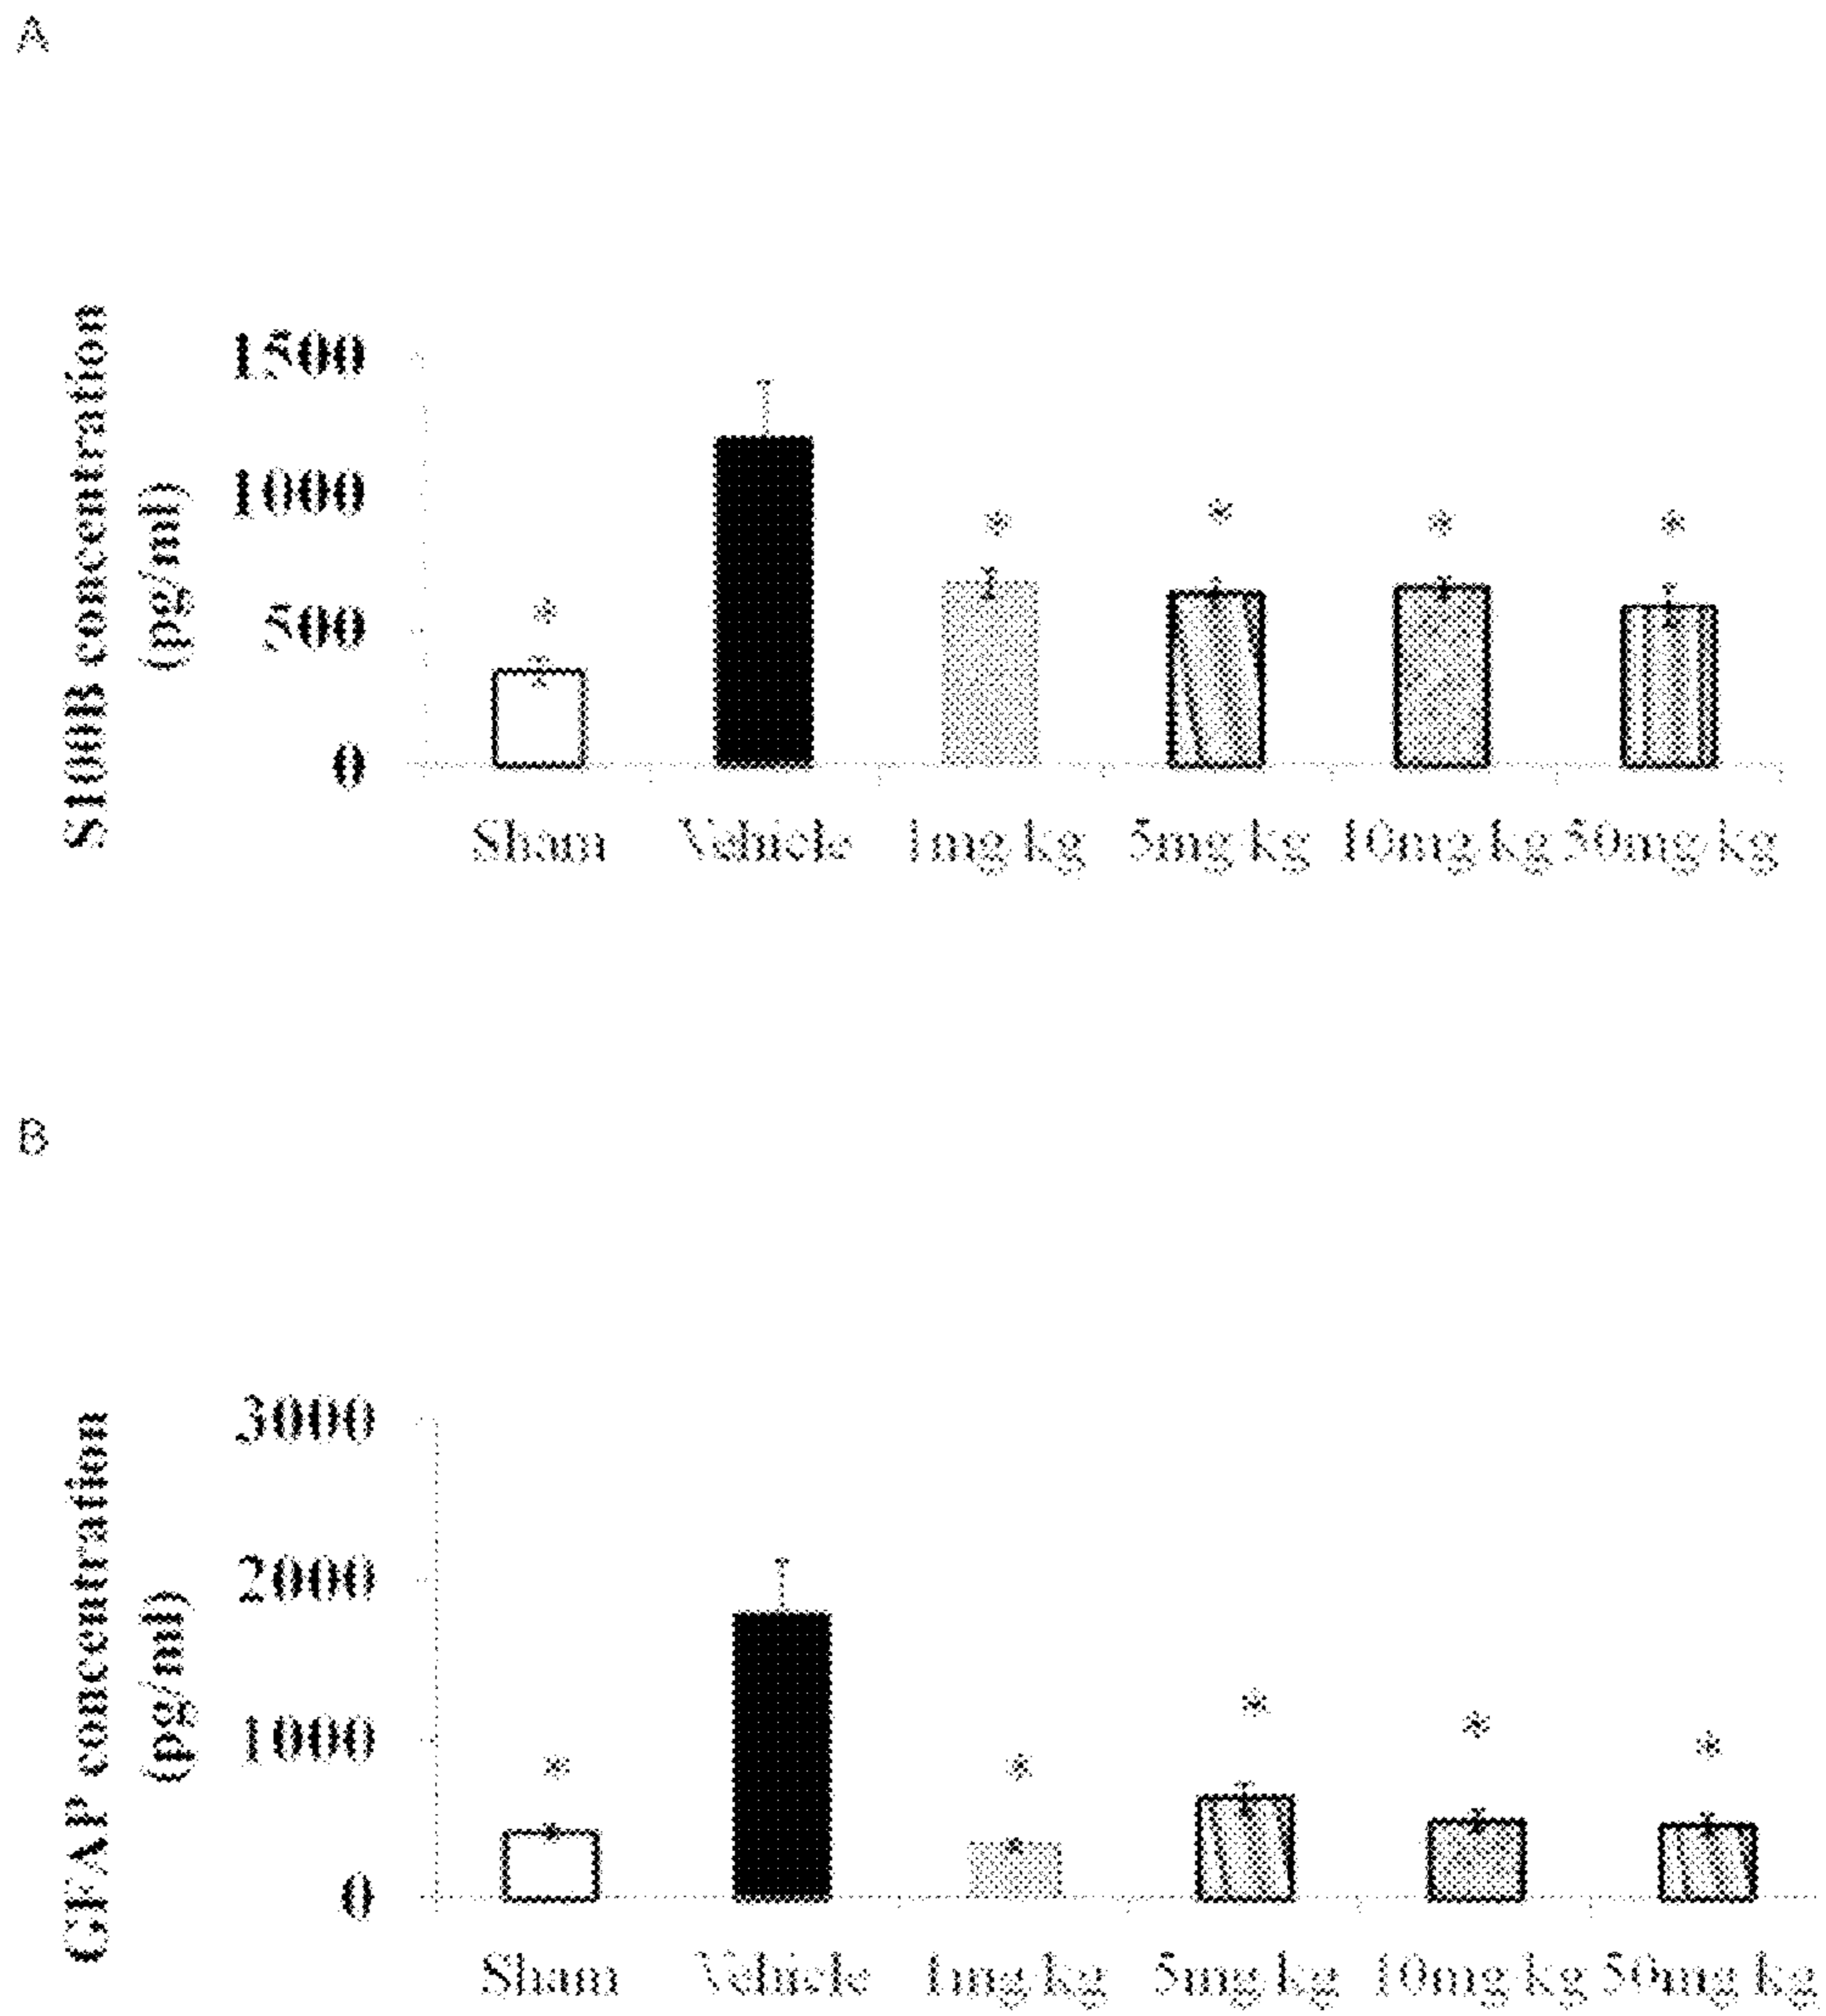 A
S100B concentration
(pg/ml)
1500
1000
500
0
*
*
*
*
*
Sham Vehicle 1mg/kg 5mg/kg 10mg/kg 50mg/kg
B
GFAP concentration
(pg/ml)
3000
2000
1000
0
*
*
*
*
*
Sham Vehicle 1mg/kg 5mg/kg 10mg/kg 50mg/kg